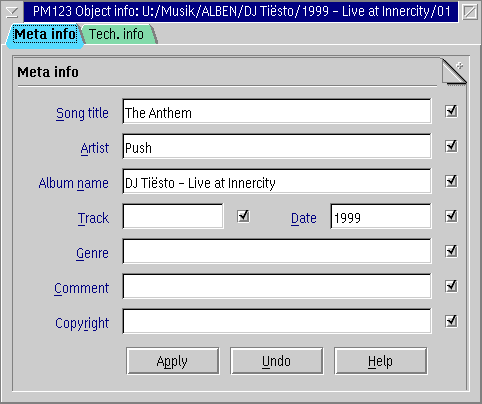 PM123 Object info: U:/Musik/ALBEN/DJ Tiësto/1999 – Live at Innercity/01
Meta info Tech. info
Meta info
Song title The Anthem
Artist Push
Album name DJ Tiësto – Live at Innercity
Track Date 1999
Genre
Comment
Copyright
Apply Undo Help